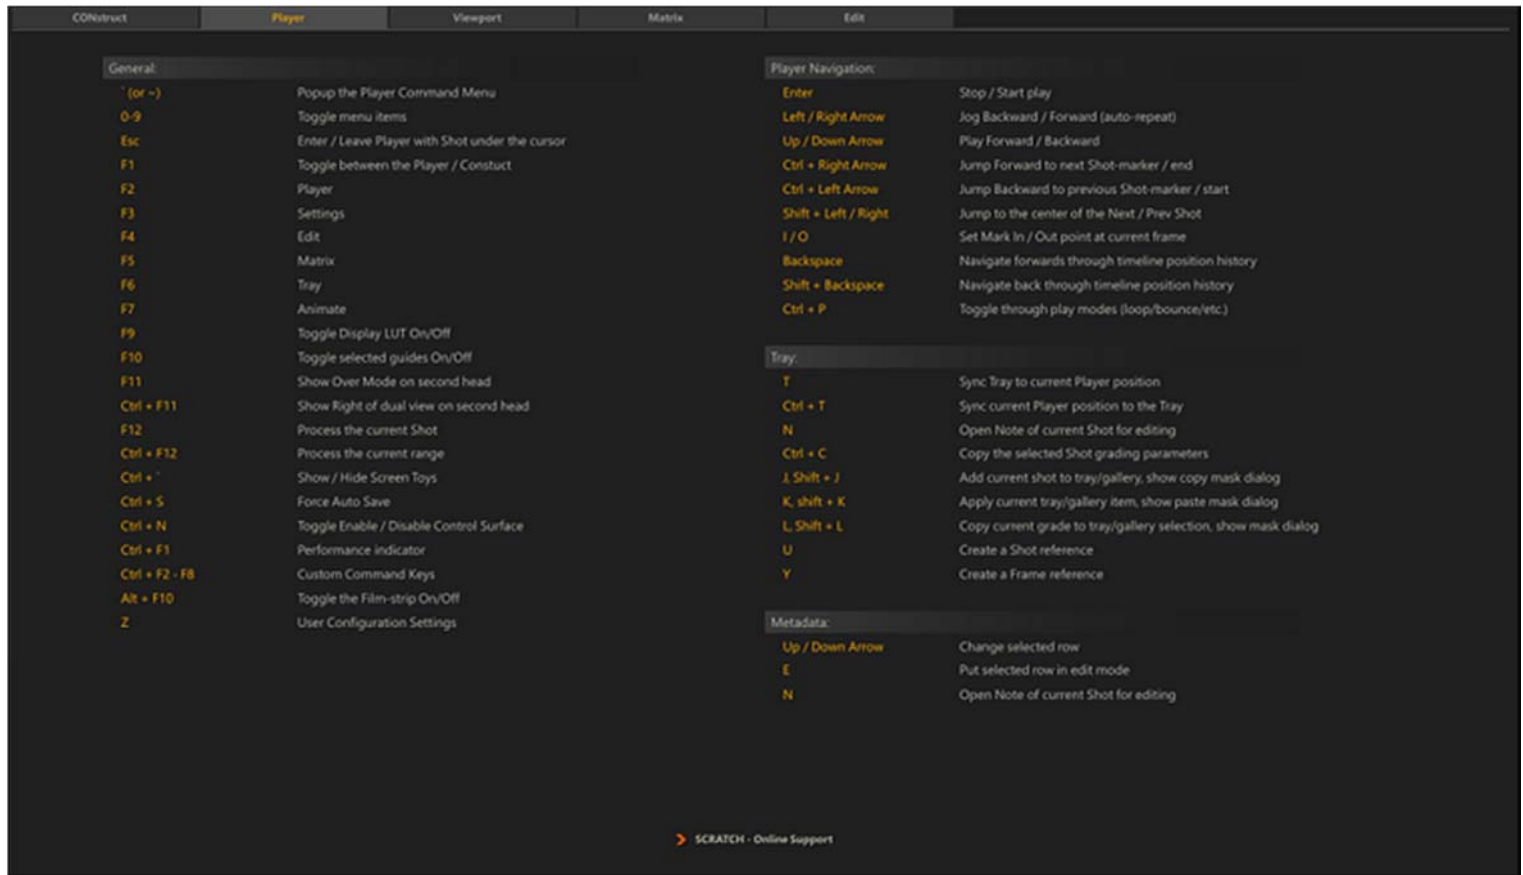 CONstruct Player Viewport Matrix Edit
General:
` (or ~) Popup the Player Command Menu
0-9 Toggle menu items
Esc Enter / Leave Player with Shot under the cursor
F1 Toggle between the Player / Constuct
F2 Player
F3 Settings
F4 Edit
F5 Matrix
F6 Tray
F7 Animate
F9 Toggle Display LUT On/Off
F10 Toggle selected guides On/Off
F11 Show Over Mode on second head
Ctrl + F11 Show Right of dual view on second head
F12 Process the current Shot
Ctrl + F12 Process the current range
Ctrl + ` Show / Hide Screen Toys
Ctrl + S Force Auto Save
Ctrl + N Toggle Enable / Disable Control Surface
Ctrl + F1 Performance indicator
Ctrl + F2 - F8 Custom Command Keys
Alt + F10 Toggle the Film-strip On/Off
Z User Configuration Settings
Player Navigation:
Enter Stop / Start play
Left / Right Arrow Jog Backward / Forward (auto-repeat)
Up / Down Arrow Play Forward / Backward
Ctrl + Right Arrow Jump Forward to next Shot-marker / end
Ctrl + Left Arrow Jump Backward to previous Shot-marker / start
Shift + Left / Right Jump to the center of the Next / Prev Shot
I / O Set Mark In / Out point at current frame
Backspace Navigate forwards through timeline position history
Shift + Backspace Navigate back through timeline position history
Ctrl + P Toggle through play modes (loop/bounce/etc.)
Tray:
T Sync Tray to current Player position
Ctrl + T Sync current Player position to the Tray
N Open Note of current Shot for editing
Ctrl + C Copy the selected Shot grading parameters
J, Shift + J Add current shot to tray/gallery, show copy mask dialog
K, shift + K Apply current tray/gallery item, show paste mask dialog
L, Shift + L Copy current grade to tray/gallery selection, show mask dialog
U Create a Shot reference
Y Create a Frame reference
Metadata:
Up / Down Arrow Change selected row
E Put selected row in edit mode
N Open Note of current Shot for editing
SCRATCH - Online Support